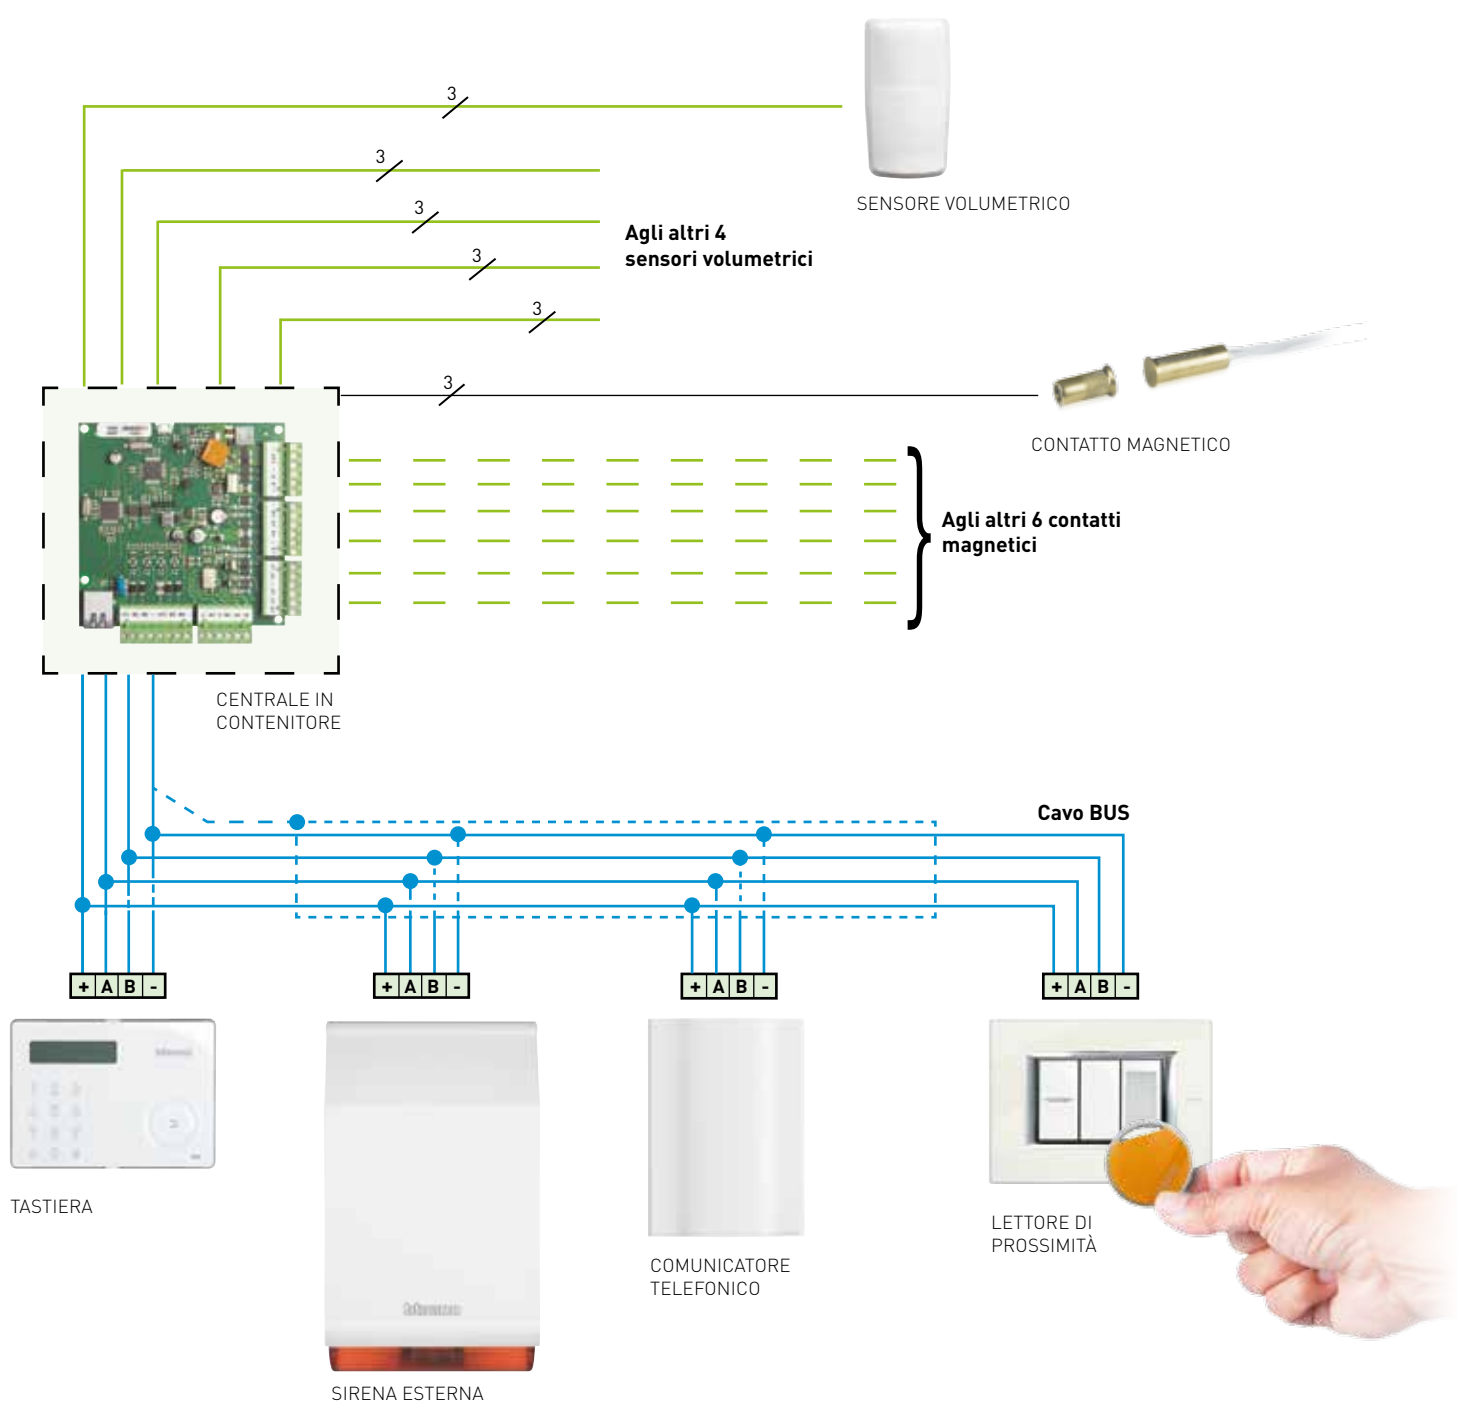 3
SENSORE VOLUMETRICO
3
3
Agli altri 4
sensori volumetrici
3
3
3
CONTATTO MAGNETICO
Agli altri 6 contatti
magnetici
CENTRALE IN
CONTENITORE
Cavo BUS
+ A B -
+ A B -
+ A B -
+ A B -
TASTIERA
SIRENA ESTERNA
COMUNICATORE
TELEFONICO
LETTORE DI
PROSSIMITÀ